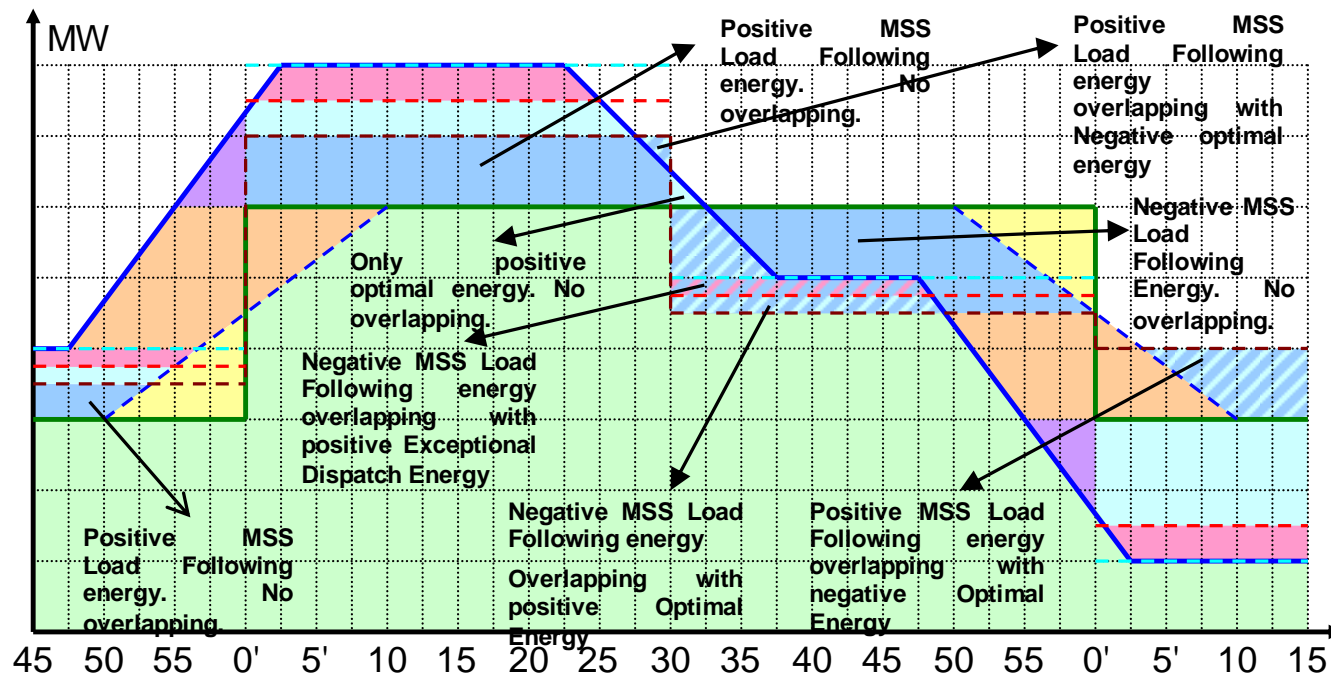 MW
Positive MSS
Load Following
energy. No
overlapping.
Positive MSS
Load Following
energy
overlapping with
Negative optimal
energy
Negative MSS
Load
Following
Energy. No
overlapping.
Only positive
optimal energy. No
overlapping.
Negative MSS Load
Following energy
overlapping with
positive Exceptional
Dispatch Energy
Positive MSS
Load Following
energy. No
overlapping.
Negative MSS Load
Following energy
Overlapping with
positive Optimal
Energy
Positive MSS Load
Following energy
overlapping with
negative Optimal
Energy
45 50 55 0' 5' 10 15 20 25 30 35 40 45 50 55 0' 5' 10 15